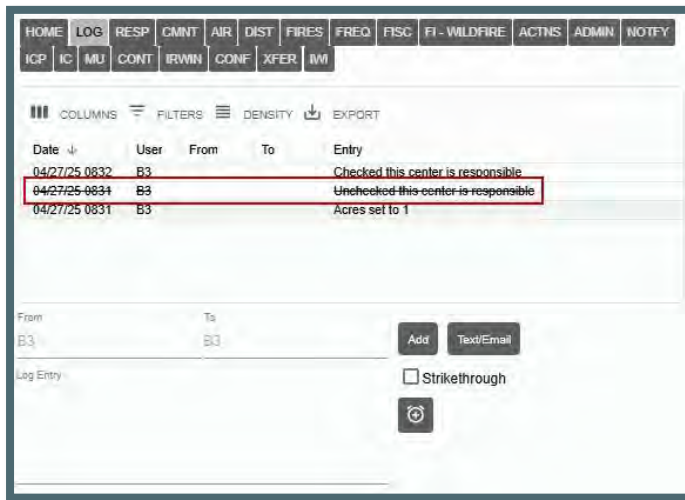 HOME LOG RESP CMNT AIR DIST FIRES FREQ FISC FI - WILDFIRE ACTNS ADMIN NOTFY
ICP IC MU CONT IRWIN CONF XFER IWI
COLUMNS FILTERS DENSITY EXPORT
Date User From To Entry
04/27/25 0832 B3 Checked this center is responsible
04/27/25 0831 B3 Unchecked this center is responsible
04/27/25 0831 B3 Acres set to 1
From To
B3 B3
Add Text/Email
Log Entry
Strikethrough